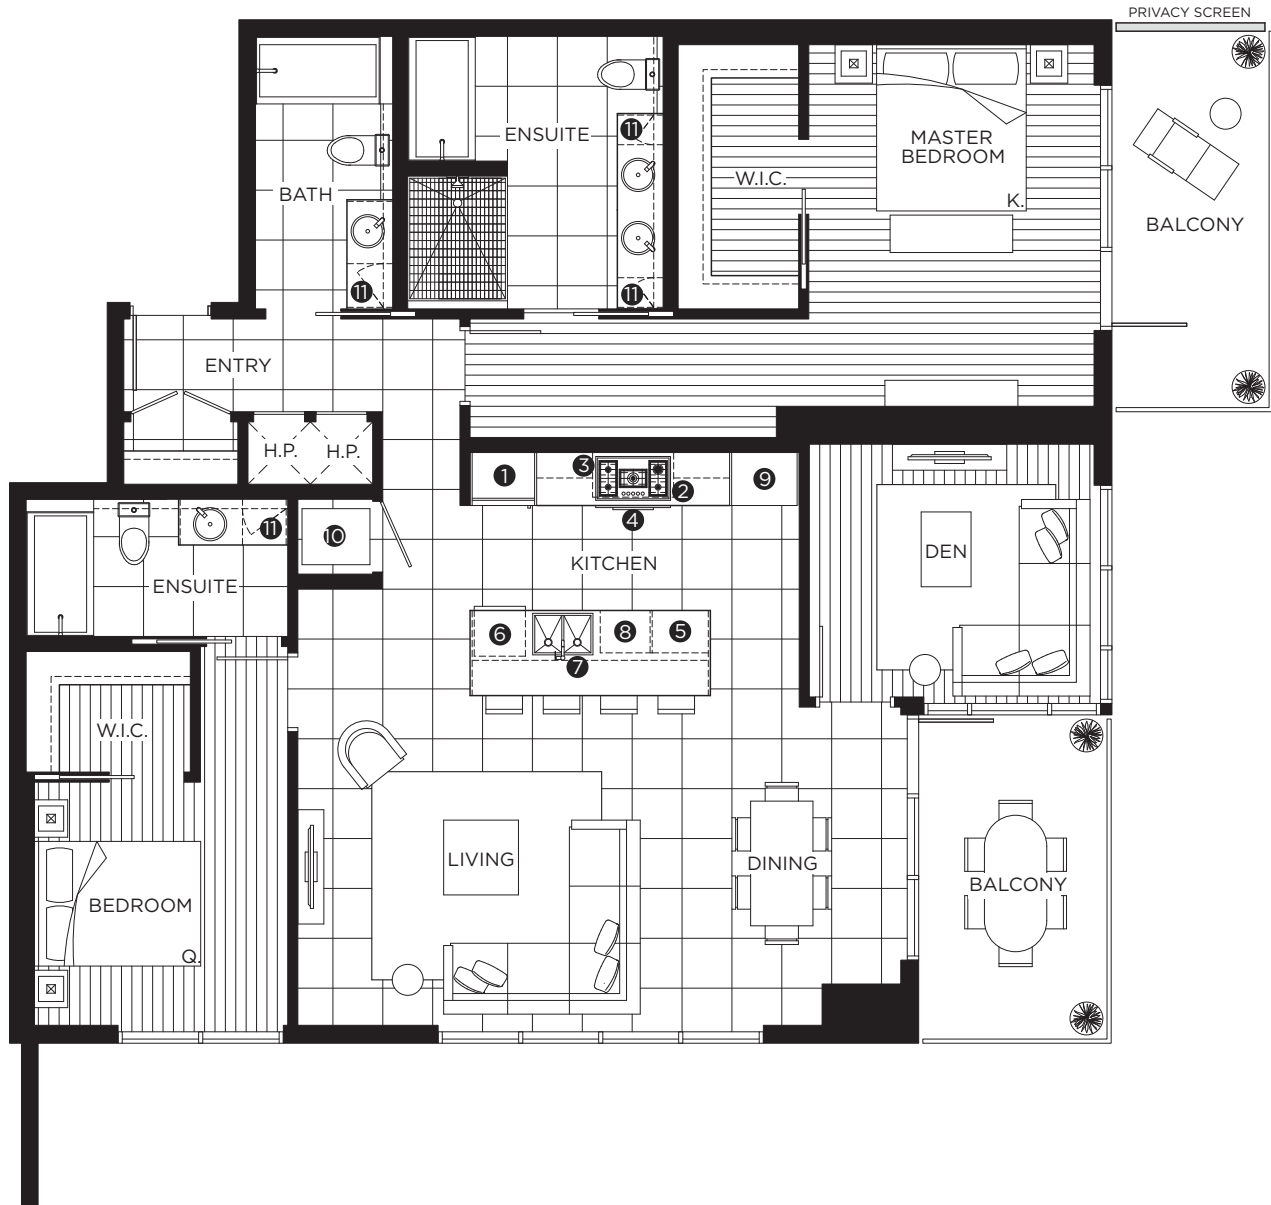 PRIVACY SCREEN
11
ENSUITE
MASTER
BEDROOM
W.I.C.
BATH
K.
BALCONY
11
11
ENTRY
H.P.
H.P.
1
3
2
9
4
11
10
DEN
KITCHEN
ENSUITE
6
8
5
7
W.I.C.
LIVING
DINING
BALCONY
BEDROOM
Q.